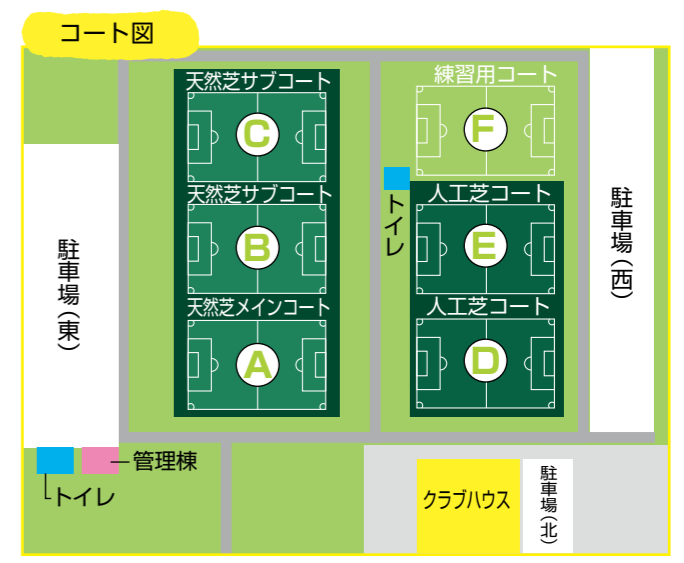 コート図
天然芝サブコート
C
天然芝サブコート
B
天然芝メインコート
A
練習用コート
F
トイレ
人工芝コート
E
人工芝コート
D
駐車場(東)
駐車場(西)
管理棟
トイレ
クラブハウス
駐車場(北)